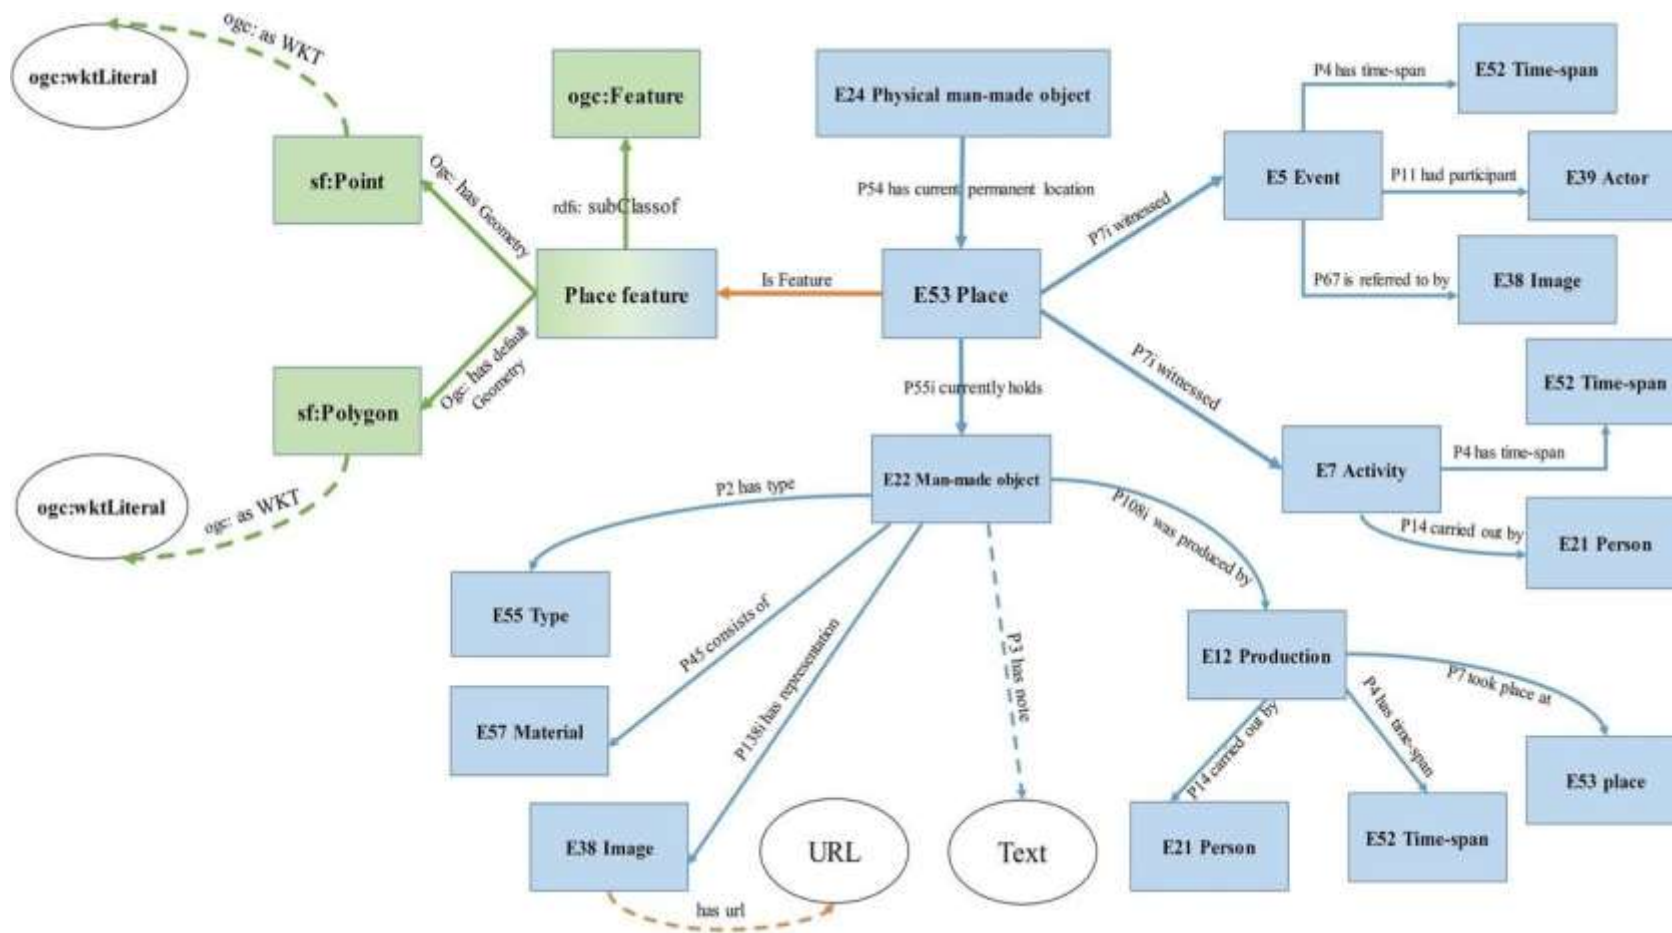 ogc: as WKT
ogc:wktLiteral
ogc:Feature
E24 Physical man-made object
P4 has time-span
E52 Time-span
sf:Point
Ogc: has Geometry
rdfs: subClassof
P54 has current permanent location
P7i witnessed
E5 Event
P11 had participant
E39 Actor
Place feature
Is Feature
E53 Place
P67 is referred to by
E38 Image
Ogc: has default
Geometry
sf:Polygon
P55i currently holds
P7i witnessed
E52 Time-span
ogc:wktLiteral
ogc: as WKT
P2 has type
E22 Man-made object
P108i was produced by
E7 Activity
P4 has time-span
P14 carried out by
E21 Person
E55 Type
P45 consists of
P138i has representation
P3 has note
E12 Production
P7 took place at
E57 Material
P14 carried out by
P4 has time-span
E53 place
E38 Image
URL
Text
E21 Person
E52 Time-span
has url